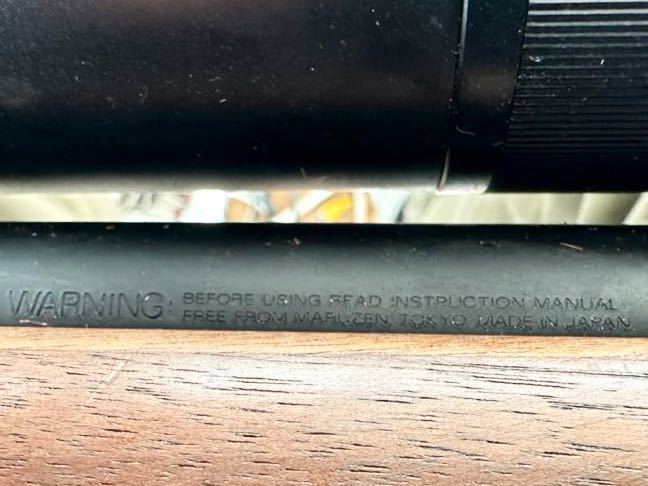 WARNING: BEFORE USING READ INSTRUCTION MANUAL
FREE FROM MARUZEN, TOKYO. MADE IN JAPAN